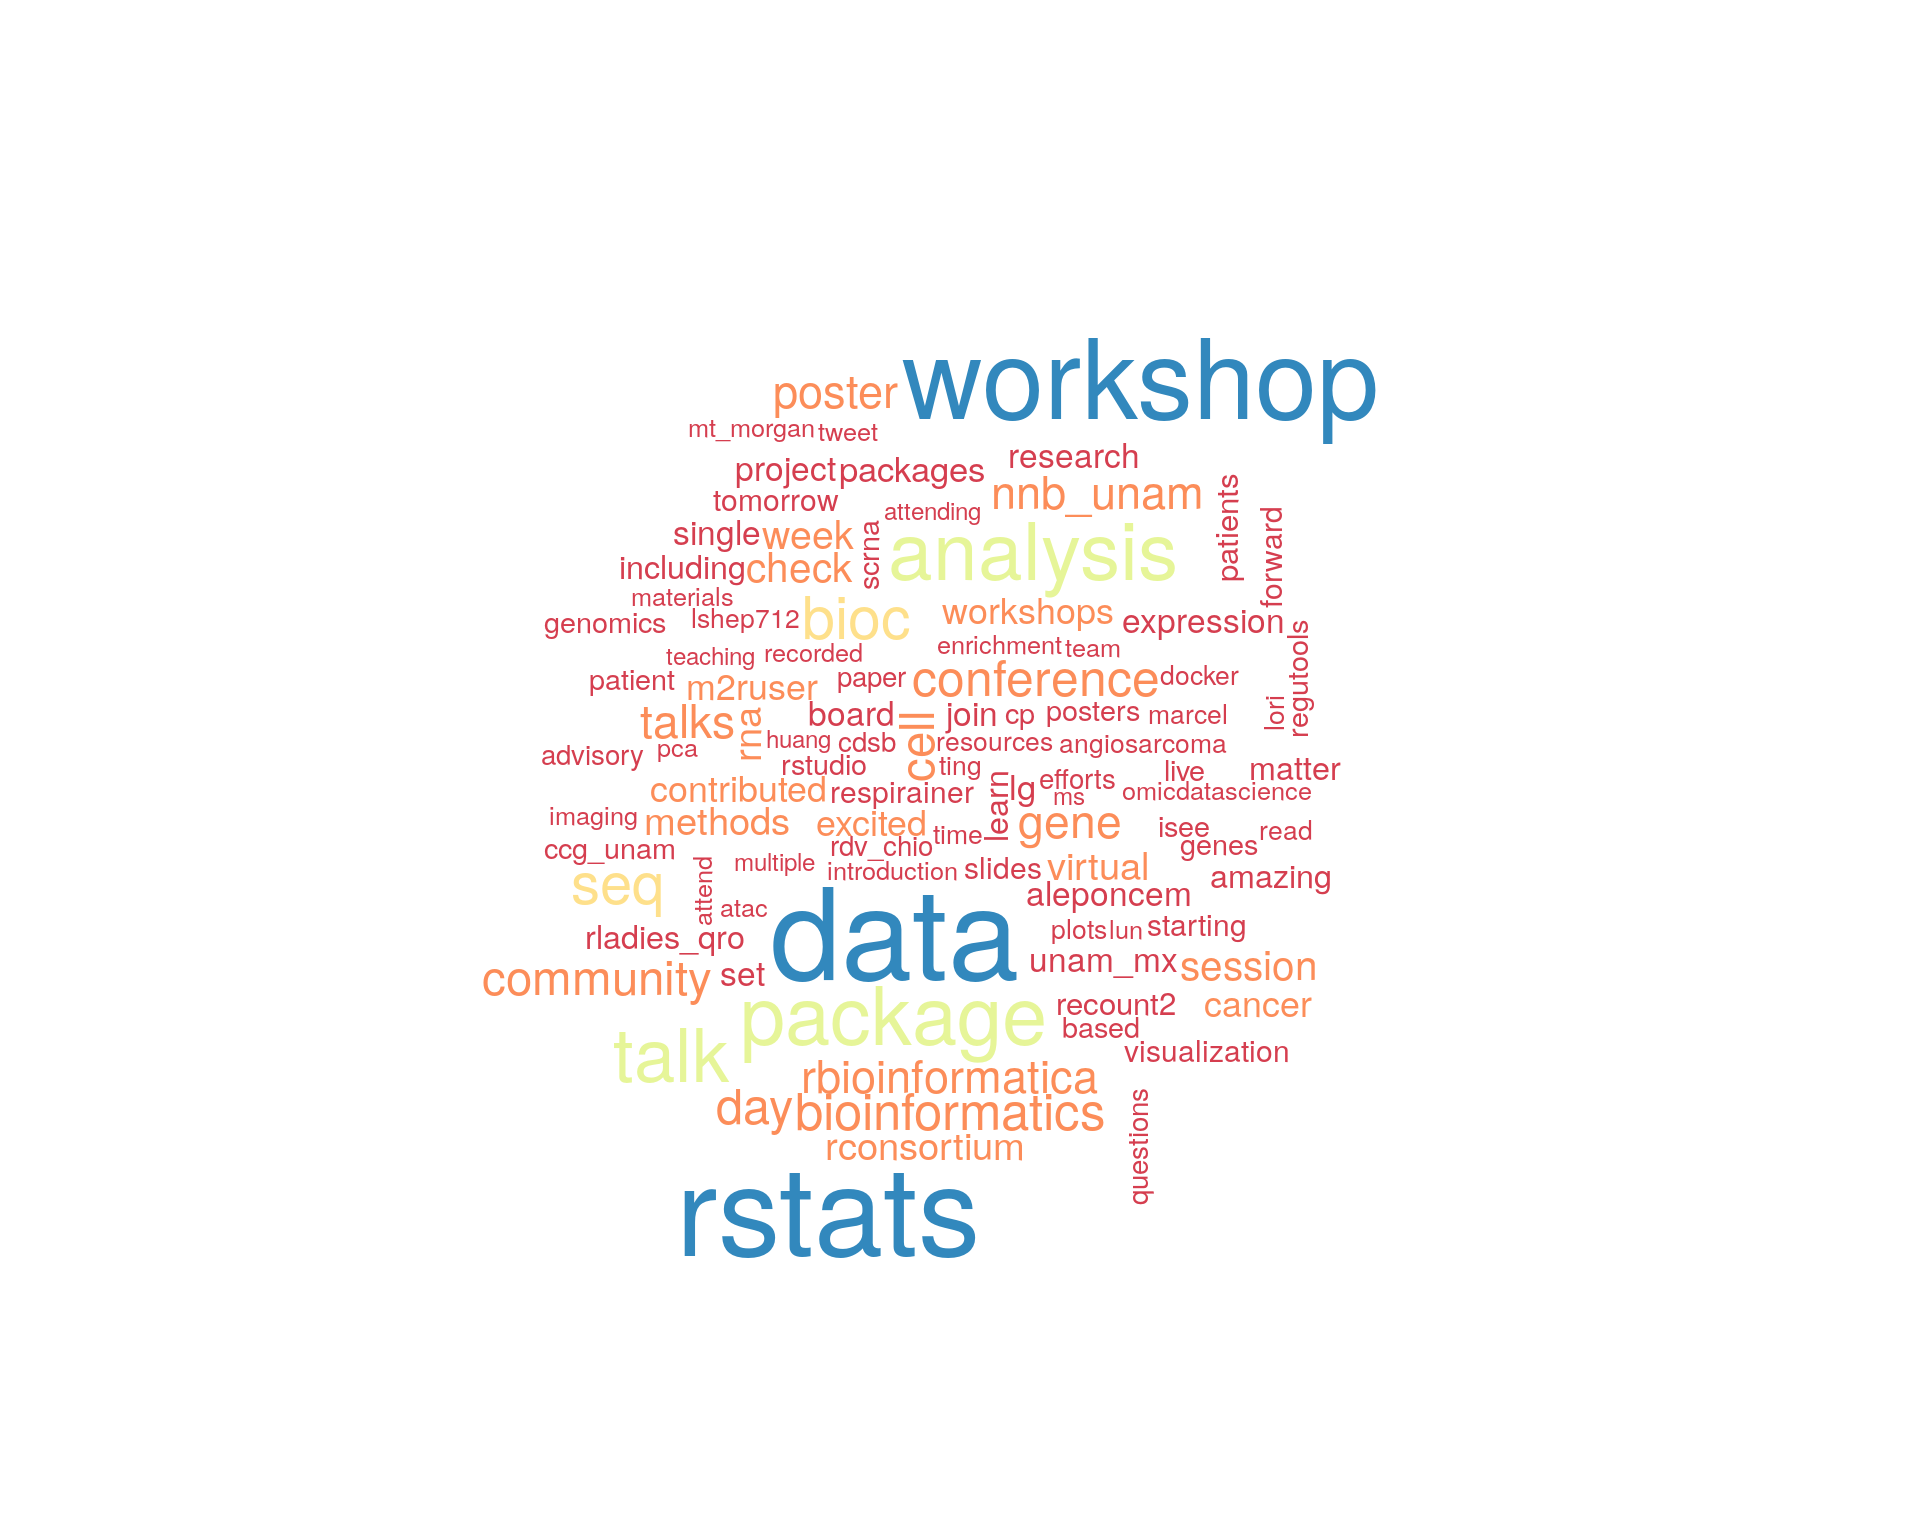 workshop
poster
mt_morgan tweet
research
project packages
nnb_unam
patients
tomorrow
attending
forward
single week
scrna
analysis
including check
materials
bioc
workshops
genomics
lshep712
expression
regutools
enrichment team
teaching recorded
patient
m2ruser
paper
conference
docker
talks
rna
board
cell
join cp posters marcel
lori
advisory pca
huang cdsb
resources angiosarcoma
rstudio
ting
efforts
live
matter
contributed respirainer
learn
lg
ms
omicdatascience
imaging
methods
excited
time
gene
isee
read
ccg_unam
rdv_chio
genes
multiple
introduction slides virtual
seq
attend
amazing
aleponcem
atac
data
plots lun starting
rladies_qro
unam_mx session
community set
package
recount2
cancer
based
talk
visualization
rbioinformatica
day bioinformatics
questions
rconsortium
rstats